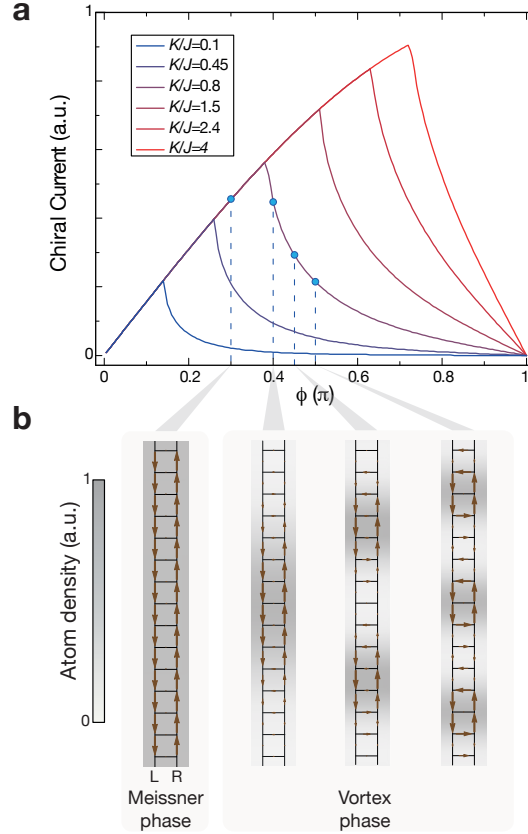 a
1
K/J=0.1
K/J=0.45
K/J=0.8
K/J=1.5
K/J=2.4
K/J=4
Chiral Current (a.u.)
0
0 0.2 0.4 0.6 0.8 1
ϕ (π)
b
1
Atom density (a.u.)
0
L R
Meissner
phase
Vortex
phase